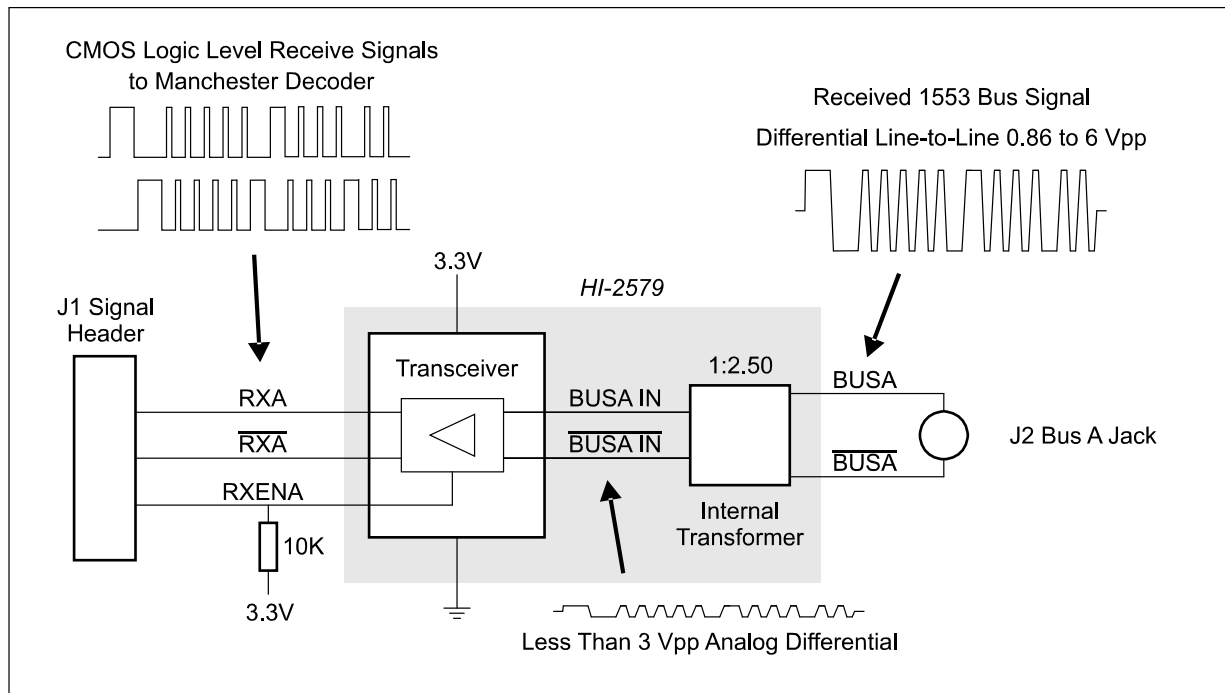 CMOS Logic Level Receive Signals
to Manchester Decoder
Received 1553 Bus Signal
Differential Line-to-Line 0.86 to 6 Vpp
3.3V
HI-2579
J1 Signal
Header
Transceiver
1:2.50
RXA
BUSA IN
BUSA
RXA
BUSA IN
BUSA
J2 Bus A Jack
RXENA
Internal
Transformer
10K
3.3V
Less Than 3 Vpp Analog Differential